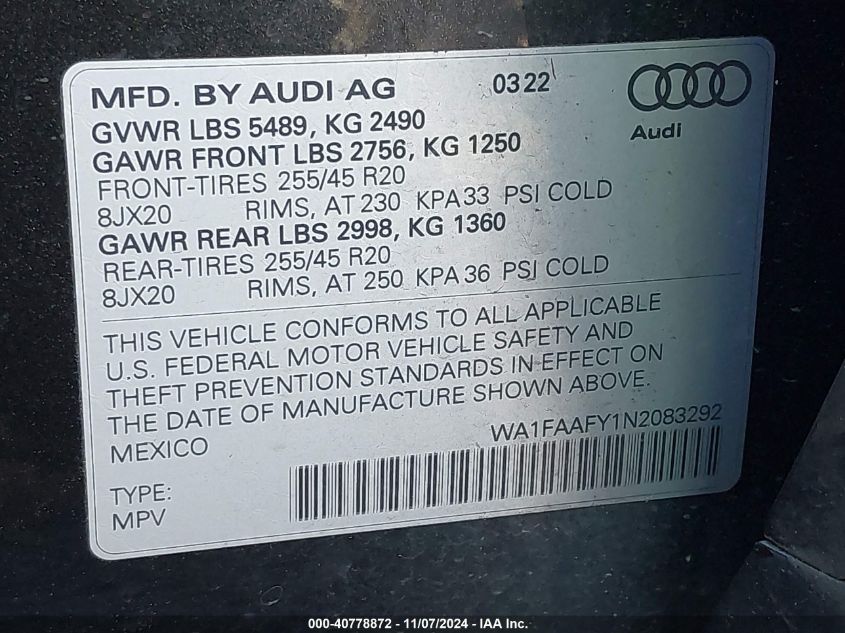 MFD. BY AUDI AG 03 22
Audi
GVWR LBS 5489, KG 2490
GAWR FRONT LBS 2756, KG 1250
FRONT-TIRES 255/45 R20
8JX20 RIMS, AT 230 KPA 33 PSI COLD
GAWR REAR LBS 2998, KG 1360
REAR-TIRES 255/45 R20
8JX20 RIMS, AT 250 KPA 36 PSI COLD
THIS VEHICLE CONFORMS TO ALL APPLICABLE
U.S. FEDERAL MOTOR VEHICLE SAFETY AND
THEFT PREVENTION STANDARDS IN EFFECT ON
THE DATE OF MANUFACTURE SHOWN ABOVE.
MEXICO WA1FAAFY1N2083292
TYPE:
MPV
000-40778872 - 11/07/2024 - IAA Inc.